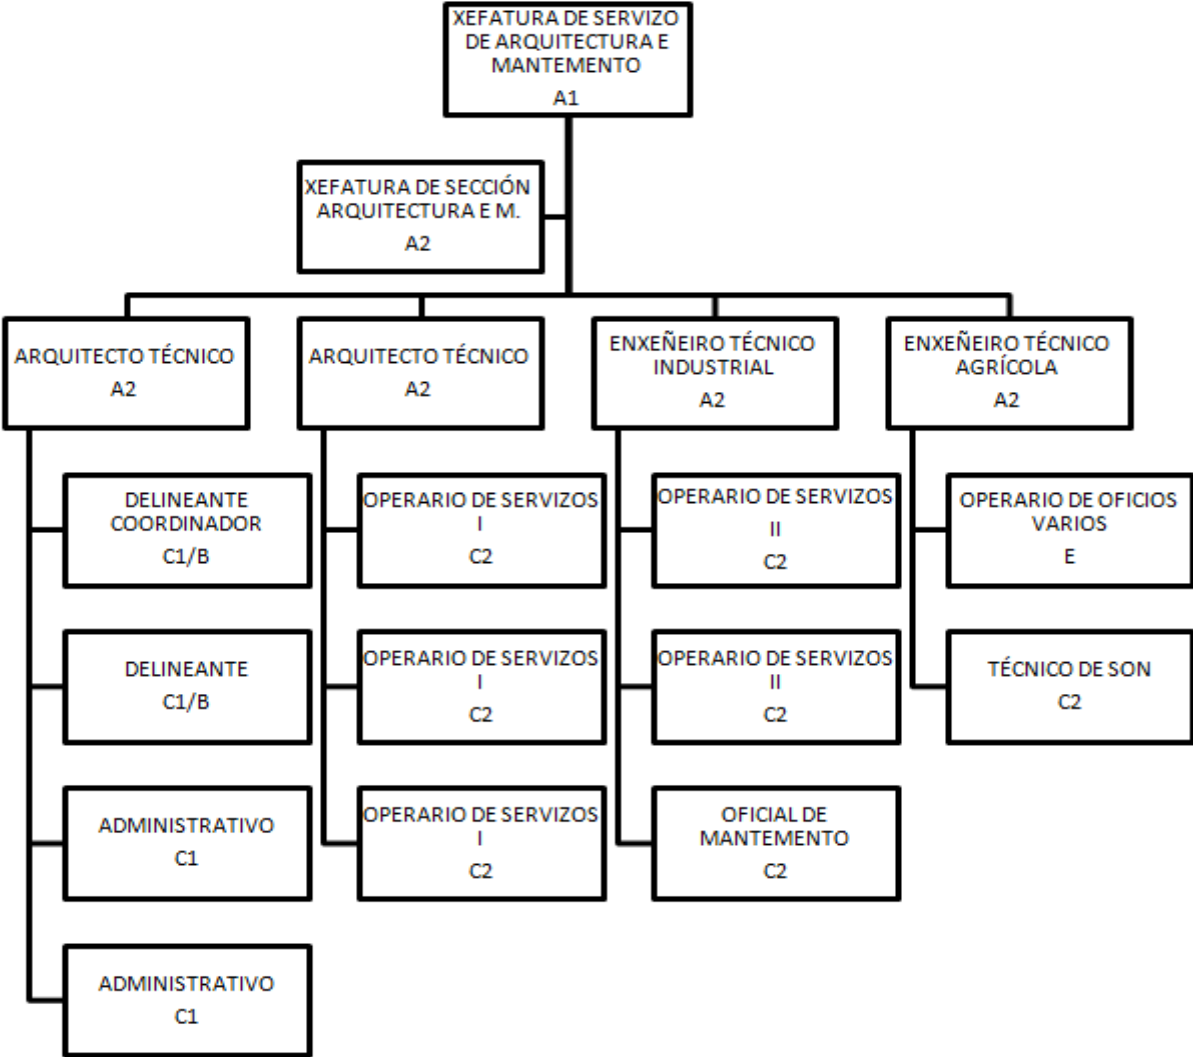 XEFATURA DE SERVIZO
DE ARQUITECTURA E
MANTEMENTO
A1
XEFATURA DE SECCIÓN
ARQUITECTURA E M.
A2
ARQUITECTO TÉCNICO
A2
ARQUITECTO TÉCNICO
A2
ENXEÑEIRO TÉCNICO
INDUSTRIAL
A2
ENXEÑEIRO TÉCNICO
AGRÍCOLA
A2
DELINEANTE
COORDINADOR
C1/B
DELINEANTE
C1/B
ADMINISTRATIVO
C1
ADMINISTRATIVO
C1
OPERARIO DE SERVIZOS
I
C2
OPERARIO DE SERVIZOS
I
C2
OPERARIO DE SERVIZOS
I
C2
OPERARIO DE SERVIZOS
II
C2
OPERARIO DE SERVIZOS
II
C2
OFICIAL DE
MANTEMENTO
C2
OPERARIO DE OFICIOS
VARIOS
E
TÉCNICO DE SON
C2